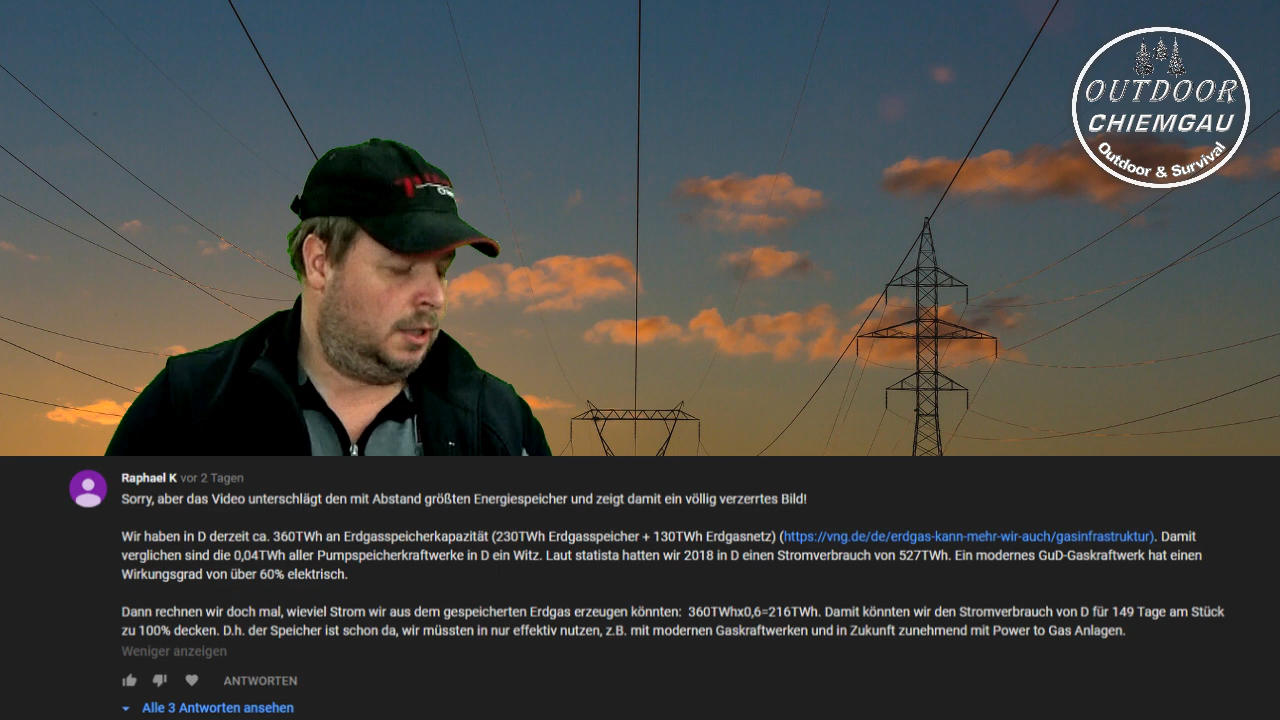 OUTDOOR
CHIEMGAU
Outdoor & Survival
Raphael K vor 2 Tagen
Sorry, aber das Video unterschlägt den mit Abstand größten Energiespeicher und zeigt damit ein völlig verzerrtes Bild!
Wir haben in D derzeit ca. 360TWh an Erdgasspeicherkapazität (230TWh Erdgasspeicher + 130TWh Erdgasnetz) (https://vng.de/de/erdgas-kann-mehr-wir-auch/gasinfrastruktur). Damit
verglichen sind die 0,04TWh aller Pumpspeicherkraftwerke in D ein Witz. Laut statista hatten wir 2018 in D einen Stromverbrauch von 527TWh. Ein modernes GuD-Gaskraftwerk hat einen
Wirkungsgrad von über 60% elektrisch.
Dann rechnen wir doch mal, wieviel Strom wir aus dem gespeicherten Erdgas erzeugen könnten: 360TWhx0,6=216TWh. Damit könnten wir den Stromverbrauch von D für 149 Tage am Stück
zu 100% decken. D.h. der Speicher ist schon da, wir müssten in nur effektiv nutzen, z.B. mit modernen Gaskraftwerken und in Zukunft zunehmend mit Power to Gas Anlagen.
Weniger anzeigen
ANTWORTEN
Alle 3 Antworten ansehen